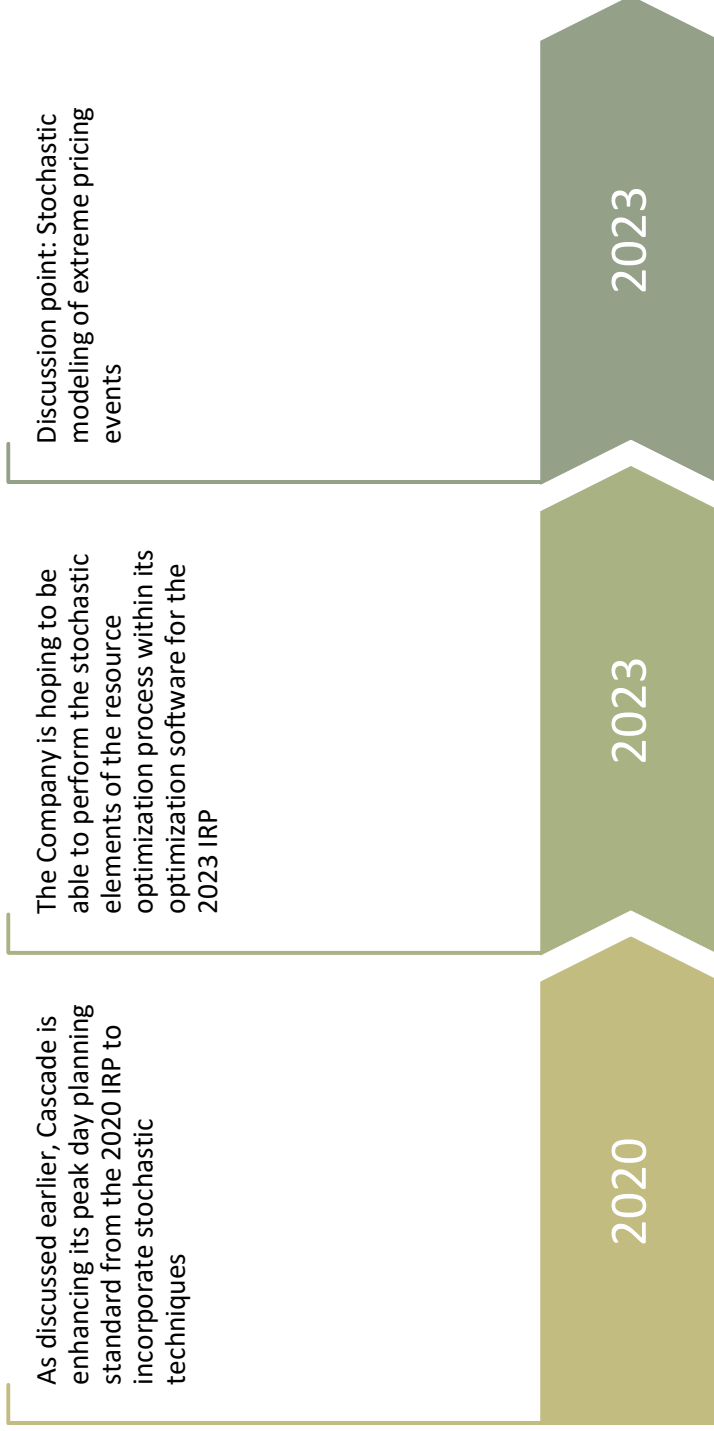 As discussed earlier, Cascade is
enhancing its peak day planning
standard from the 2020 IRP to
incorporate stochastic
techniques
2020
The Company is hoping to be
able to perform the stochastic
elements of the resource
optimization process within its
optimization software for the
2023 IRP
2023
Discussion point: Stochastic
modeling of extreme pricing
events
2023